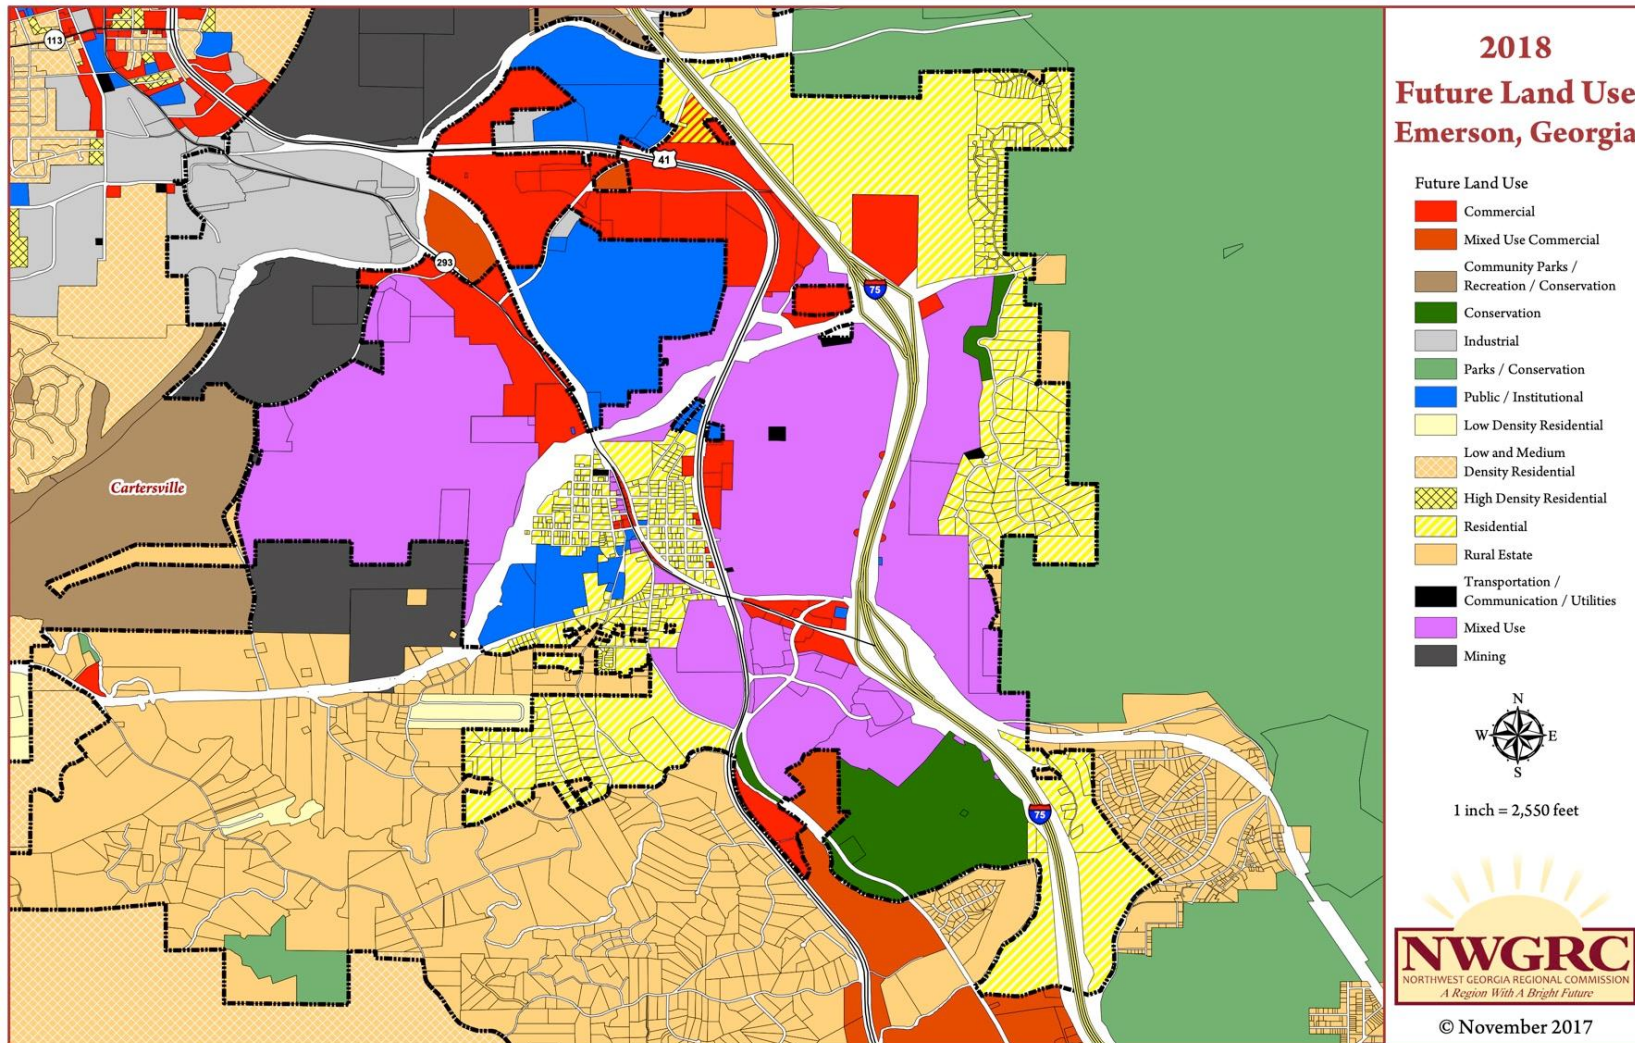 2018
Future Land Use
Emerson, Georgia
Future Land Use
Commercial
Mixed Use Commercial
Community Parks /
Recreation / Conservation
Conservation
Industrial
Parks / Conservation
Public / Institutional
Low Density Residential
Low and Medium
Density Residential
High Density Residential
Residential
Rural Estate
Transportation /
Communication / Utilities
Mixed Use
Mining
N
W E
S
1 inch = 2,550 feet
NWGRC
NORTHWEST GEORGIA REGIONAL COMMISSION
A Region With A Bright Future
© November 2017
113
41
293
75
Cartersville
75